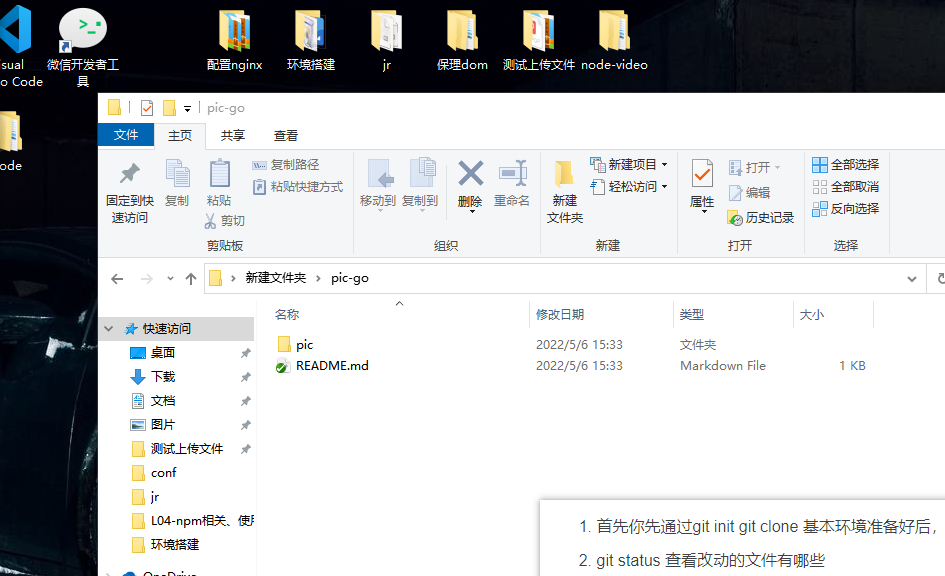 sual
o Code
微信开发者工
具
配置nginx
环境搭建
jr
保理dom
测试上传文件
node-video
ode
pic-go
文件
主页
共享
查看
固定到快
速访问
复制
粘贴
复制路径
粘贴快捷方式
剪切
剪贴板
移动到
复制到
删除
重命名
组织
新建
文件夹
新建项目
轻松访问
新建
属性
打开
编辑
历史记录
打开
全部选择
全部取消
反向选择
选择
新建文件夹 › pic-go
名称
修改日期
类型
大小
快速访问
桌面
下载
文档
图片
测试上传文件
conf
jr
L04-npm相关、使用
环境搭建
OneDrive
pic 2022/5/6 15:33 文件夹
README.md 2022/5/6 15:33 Markdown File 1 KB
1. 首先你先通过git init git clone 基本环境准备好后，
2. git status 查看改动的文件有哪些